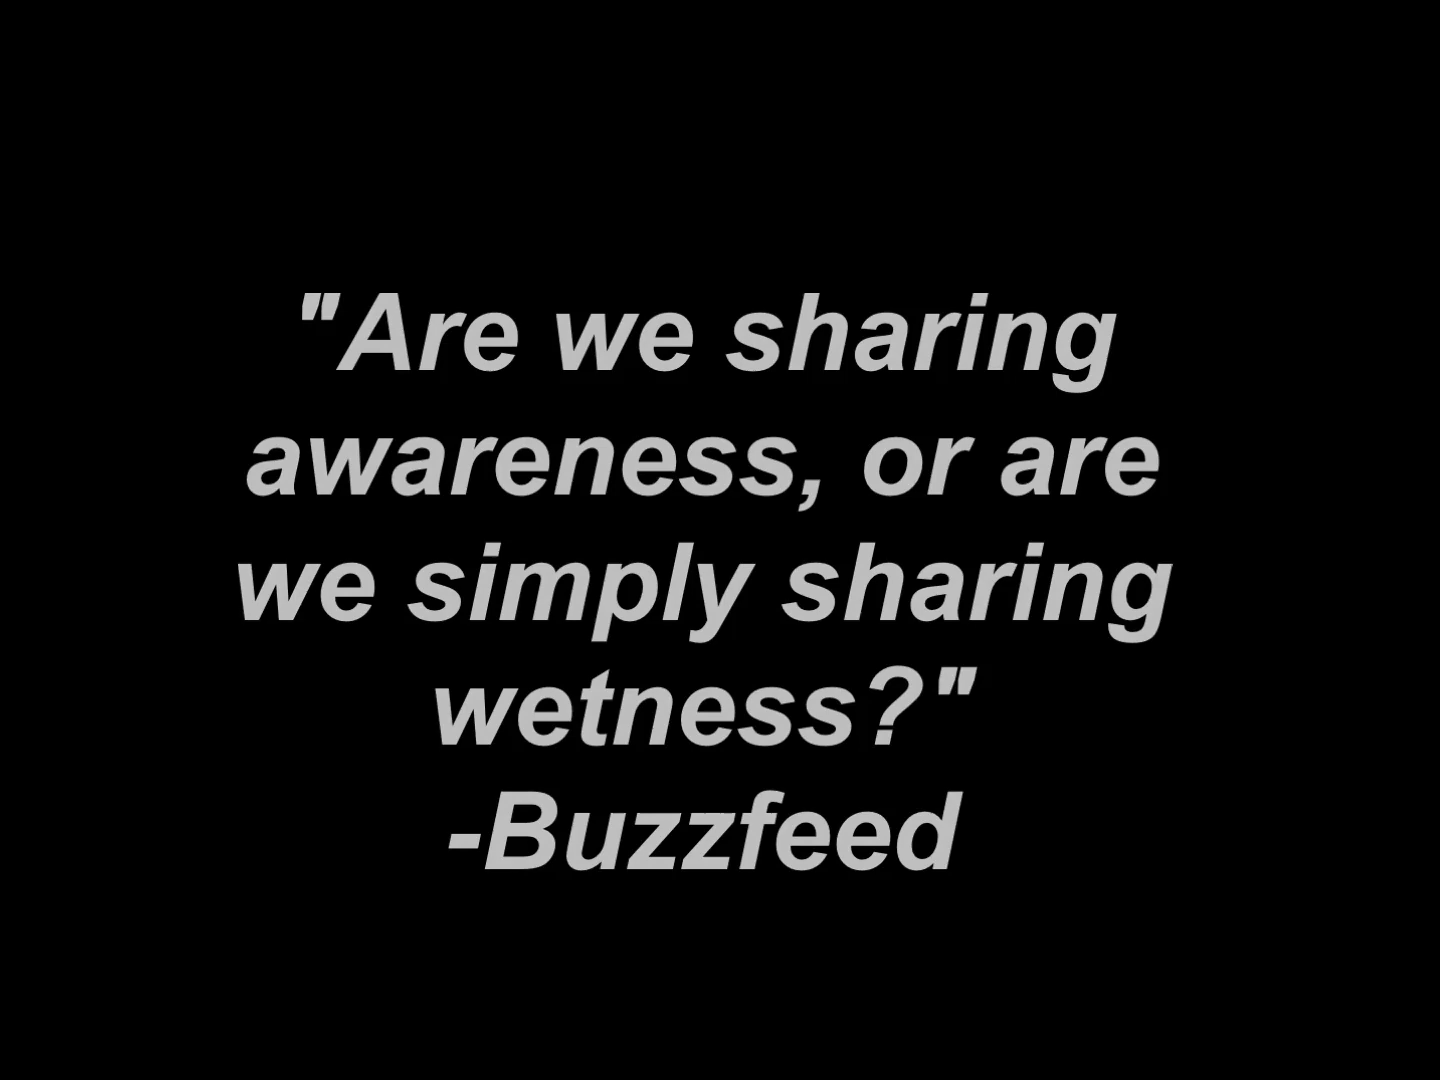 "Are we sharing
awareness, or are
we simply sharing
wetness?"
-Buzzfeed